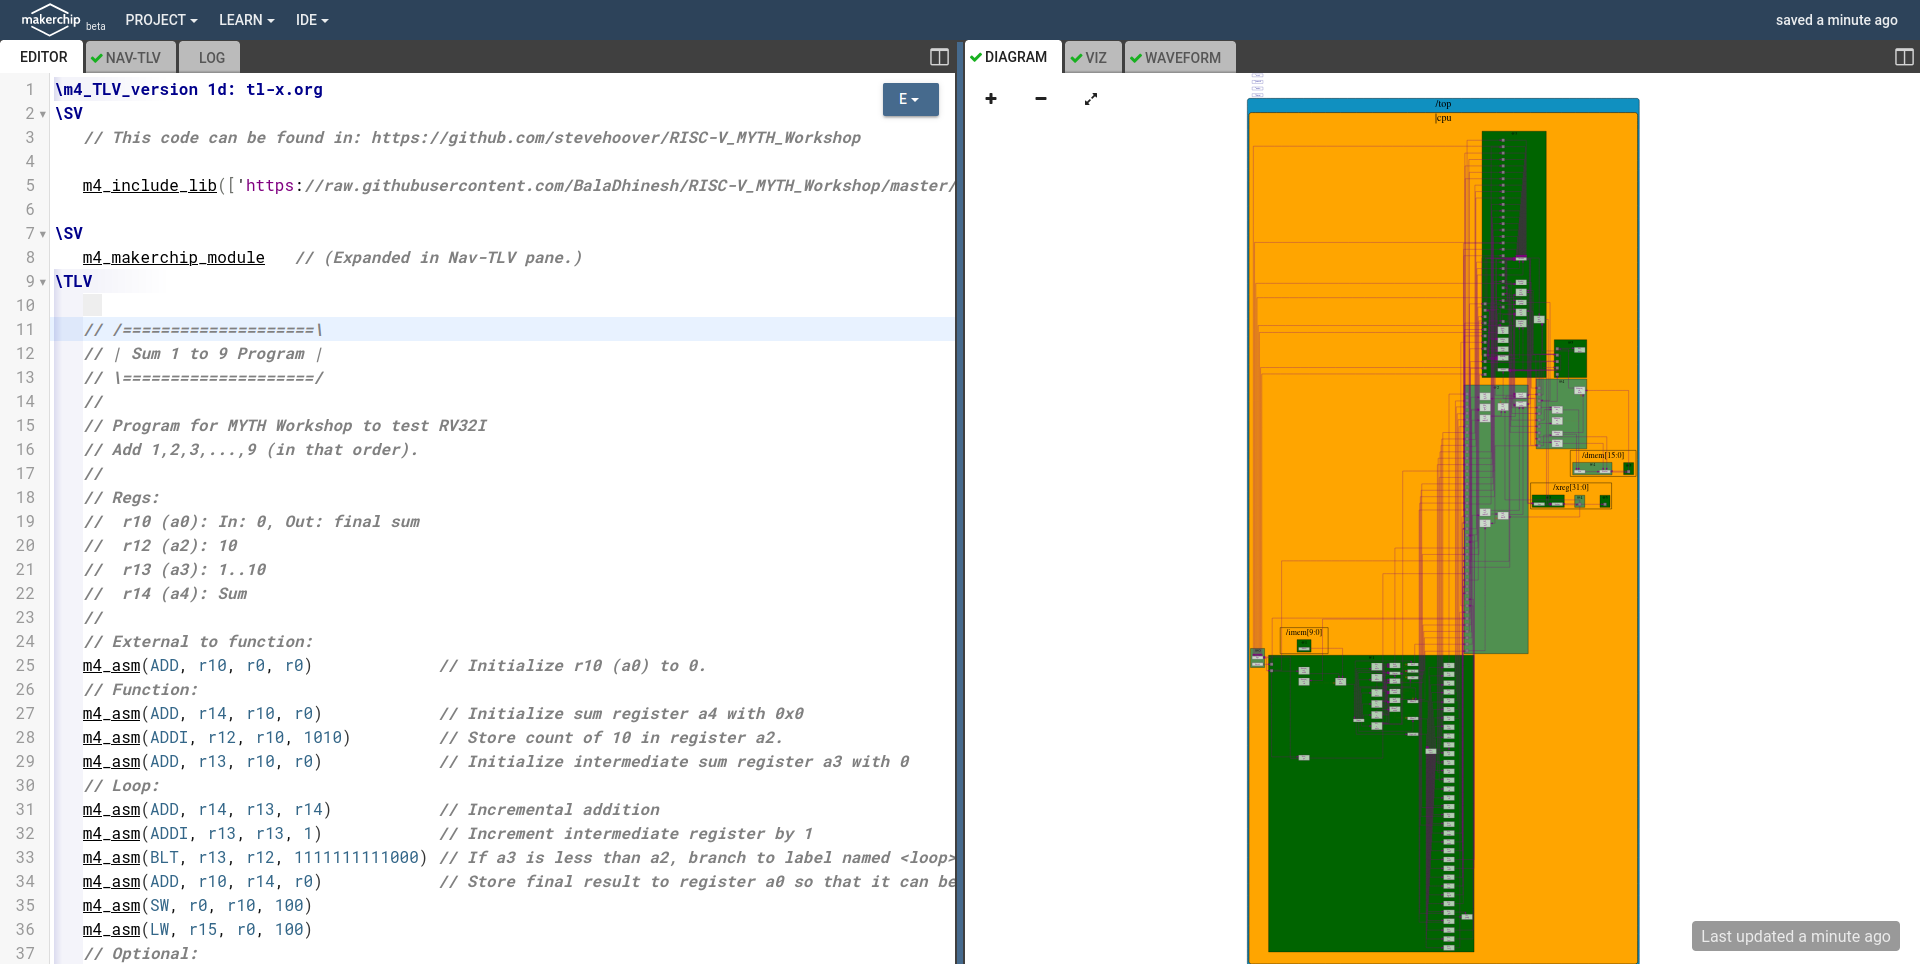 makerchip beta PROJECT LEARN IDE saved a minute ago
EDITOR NAV-TLV LOG DIAGRAM VIZ WAVEFORM
E
1 \m4_TLV_version 1d: tl-x.org
2 \SV
3 // This code can be found in: https://github.com/stevehoover/RISC-V_MYTH_Workshop
4
5 m4_include_lib(['https://raw.githubusercontent.com/BalaDhinesh/RISC-V_MYTH_Workshop/master/
6
7 \SV
8 m4_makerchip_module // (Expanded in Nav-TLV pane.)
9 \TLV
10
11 // /====================\
12 // | Sum 1 to 9 Program |
13 // \====================/
14 //
15 // Program for MYTH Workshop to test RV32I
16 // Add 1,2,3,...,9 (in that order).
17 //
18 // Regs:
19 // r10 (a0): In: 0, Out: final sum
20 // r12 (a2): 10
21 // r13 (a3): 1..10
22 // r14 (a4): Sum
23 //
24 // External to function:
25 m4_asm(ADD, r10, r0, r0) // Initialize r10 (a0) to 0.
26 // Function:
27 m4_asm(ADD, r14, r10, r0) // Initialize sum register a4 with 0x0
28 m4_asm(ADDI, r12, r10, 1010) // Store count of 10 in register a2.
29 m4_asm(ADD, r13, r10, r0) // Initialize intermediate sum register a3 with 0
30 // Loop:
31 m4_asm(ADD, r14, r13, r14) // Incremental addition
32 m4_asm(ADDI, r13, r13, 1) // Increment intermediate register by 1
33 m4_asm(BLT, r13, r12, 1111111111000) // If a3 is less than a2, branch to label named <loop>
34 m4_asm(ADD, r10, r14, r0) // Store final result to register a0 so that it can be
35 m4_asm(SW, r0, r10, 100)
36 m4_asm(LW, r15, r0, 100)
37 // Optional:
/top
|cpu
/dmem[15:0]
/xreg[31:0]
/imem[9:0]
Last updated a minute ago